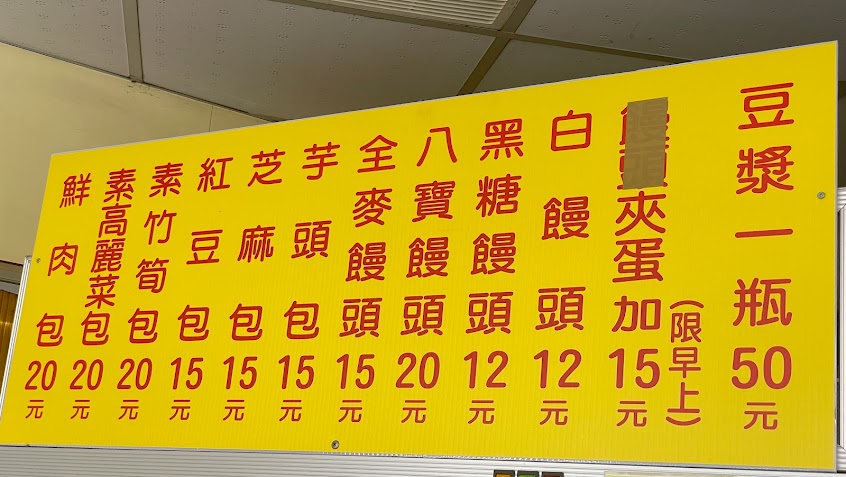 豆漿一瓶50元
饅頭夾蛋加15元
(限早上)
白饅頭12元
黑糖饅頭12元
八寶饅頭20元
全麥饅頭15元
芋頭包15元
芝麻包15元
紅豆包15元
素竹筍包20元
素高麗菜包20元
鮮肉包20元